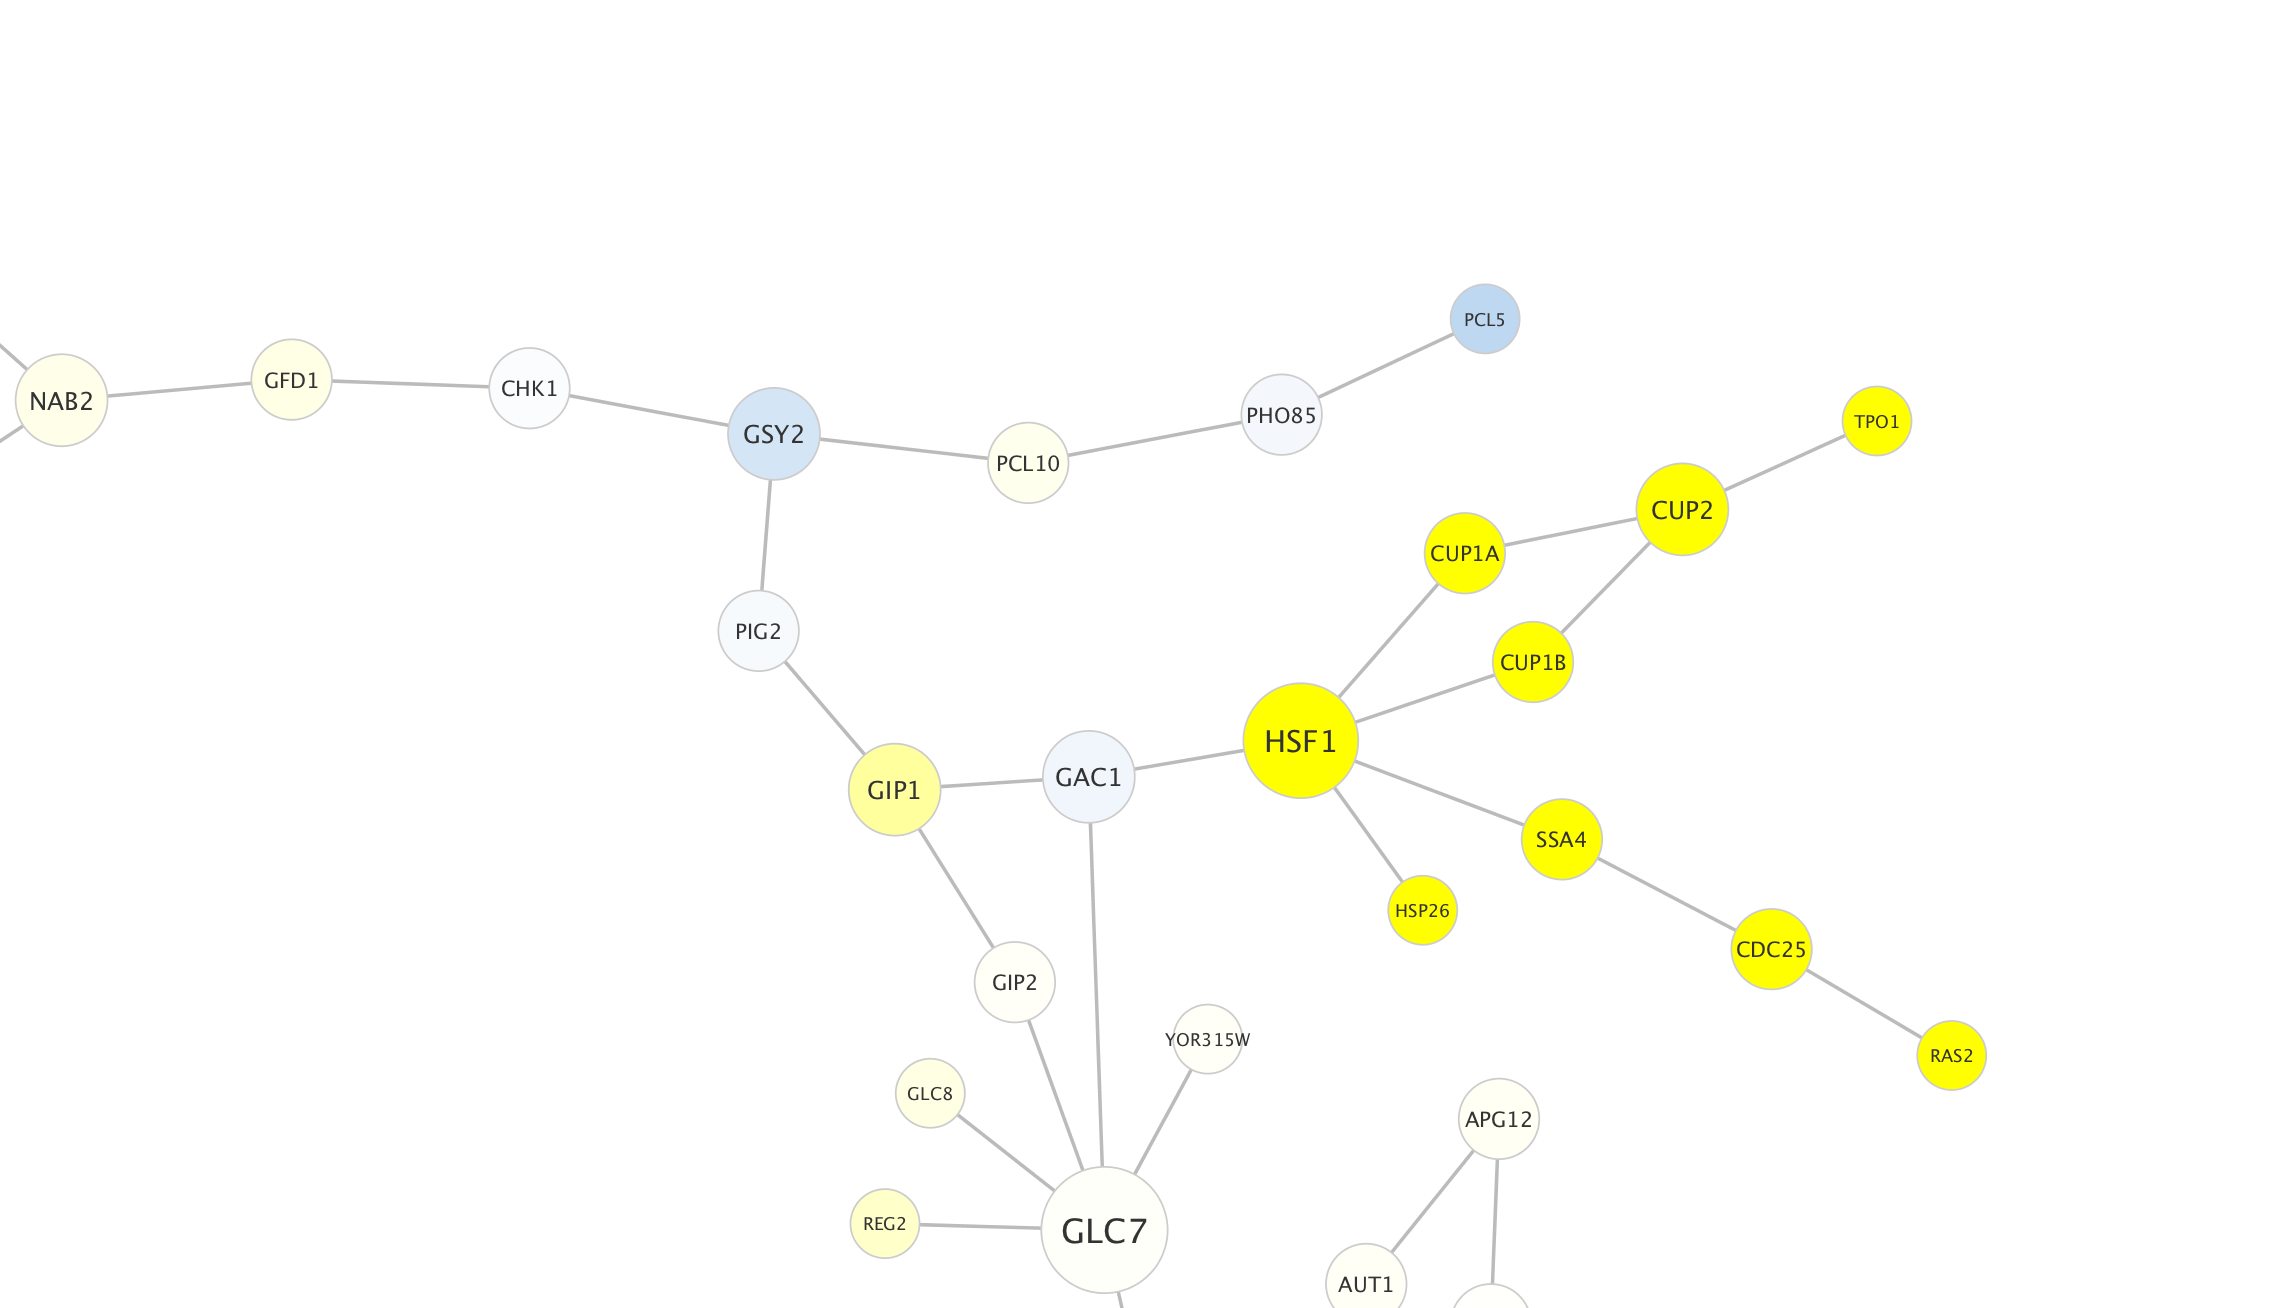 PCL5
GFD1
CHK1
NAB2
PHO85
TPO1
GSY2
PCL10
CUP2
CUP1A
PIG2
CUP1B
HSF1
GAC1
GIP1
SSA4
HSP26
CDC25
GIP2
YOR315W
RAS2
GLC8
APG12
REG2
GLC7
AUT1